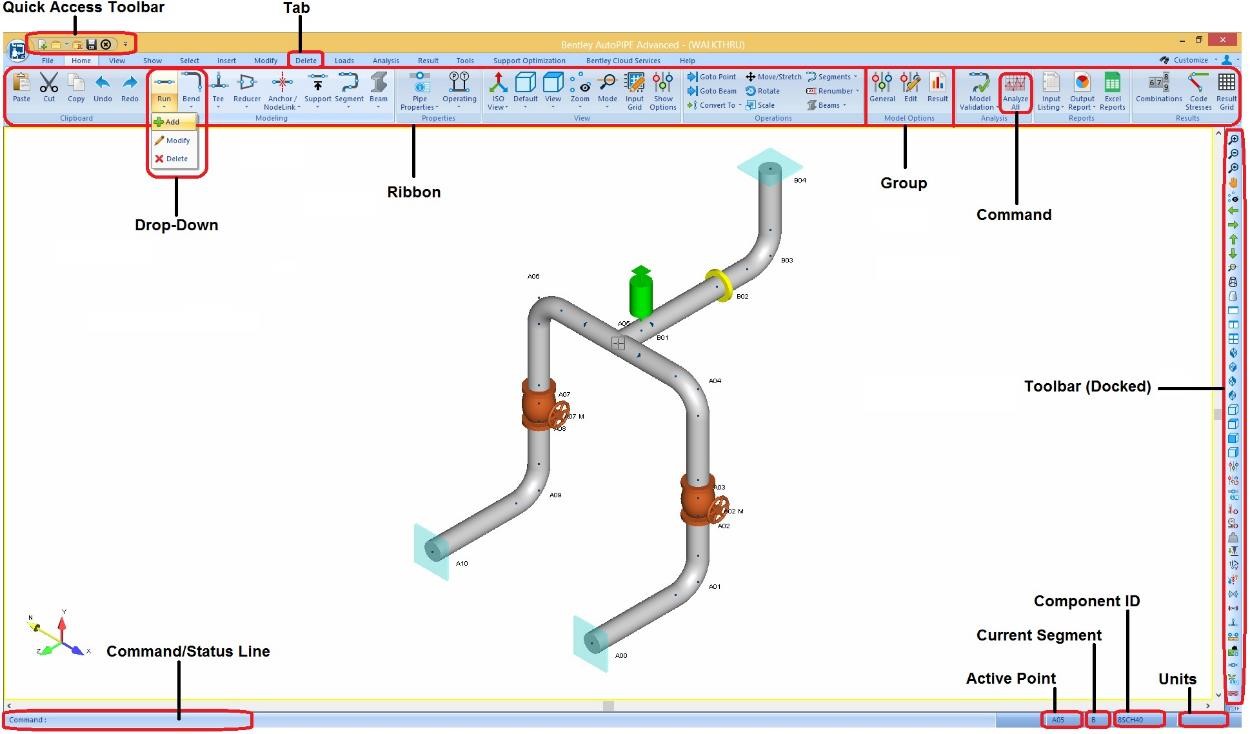 Quick Access Toolbar
Tab
Bentley AutoPIPE Advanced - (WALKTHRU)
File Home View Show Select Insert Modify Delete Loads Analysis Result Tools Support Optimization Bentley Cloud Services Help Customize
Paste Cut Copy Undo Redo
Clipboard
Run Bend Tee Reducer Anchor / NodeLink Support Segment Beam
Modeling
Add
Modify
Delete
Pipe Properties Operating
Properties
ISO View Default View Zoom Mode Input Grid Show Options
View
Goto Point Move/Stretch Segments
Goto Beam Rotate Renumber
Convert To Scale Beams
Operations
General Edit Result
Model Options
Model Validation Analyze All
Analysis
Input Listing Output Report Excel Reports
Reports
Combinations Code Stresses Result Grid
Results
Drop-Down
Ribbon
Group
Command
Toolbar (Docked)
B04
B03
A06
B02
A05
B01
A04
A07
A07 M
A08
A03
A02 M
A02
A09
A10
A01
A00
Y
N
Z
X
Command/Status Line
Component ID
Current Segment
Active Point
Units
Command :
A05
B
8SCH40